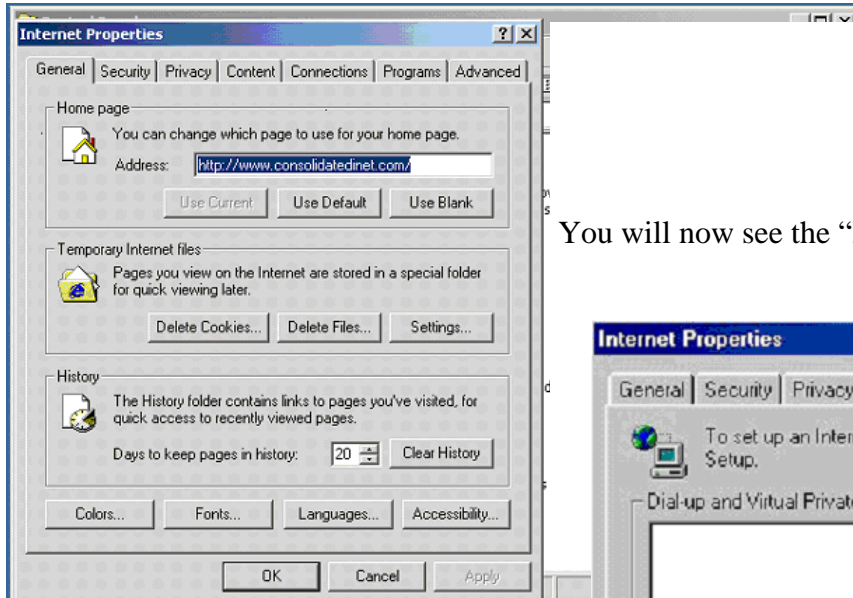 Internet Properties
General Security Privacy Content Connections Programs Advanced
Home page
You can change which page to use for your home page.
Address: http://www.consolidatedinet.com/
Use Current Use Default Use Blank
Temporary Internet files
Pages you view on the Internet are stored in a special folder
for quick viewing later.
Delete Cookies... Delete Files... Settings...
History
The History folder contains links to pages you've visited, for
quick access to recently viewed pages.
Days to keep pages in history: 20 Clear History
Colors... Fonts... Languages... Accessibility...
OK Cancel Apply
You will now see the “
Internet Properties
General Security Privacy
To set up an Inter
Setup.
Dial-up and Virtual Private